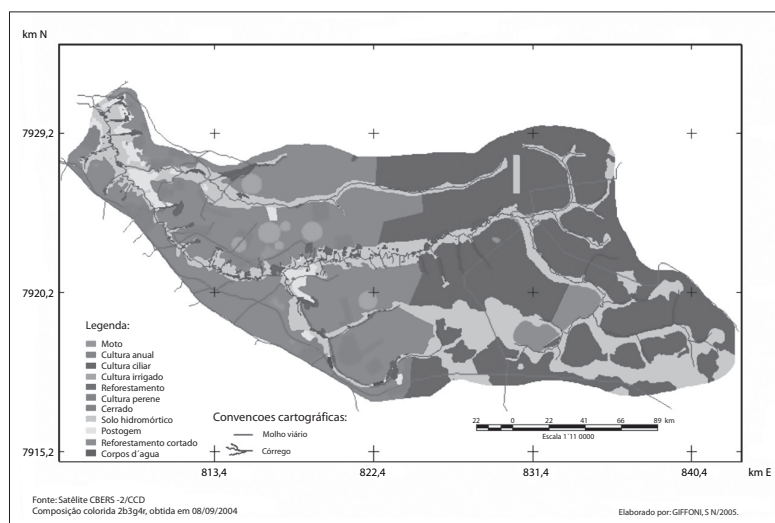 km N
7929,2
7920,2
7915,2
Legenda:
Moto
Cultura anual
Cultura ciliar
Cultura irrigado
Reforestamento
Cultura perene
Cerrado
Solo hidromórtico
Postogem
Reforestamento cortado
Corpos d´agua
Convencoes cartográficas:
Molho viário
Córrego
22 0 22 41 66 89 km
Escala 1´11 0000
813,4 822,4 831,4 840,4 km E
Fonte: Satêlite CBERS -2/CCD
Composição colorida 2b3g4r, obtida em 08/09/2004
Elaborado por: GIFFONI, S N/2005.